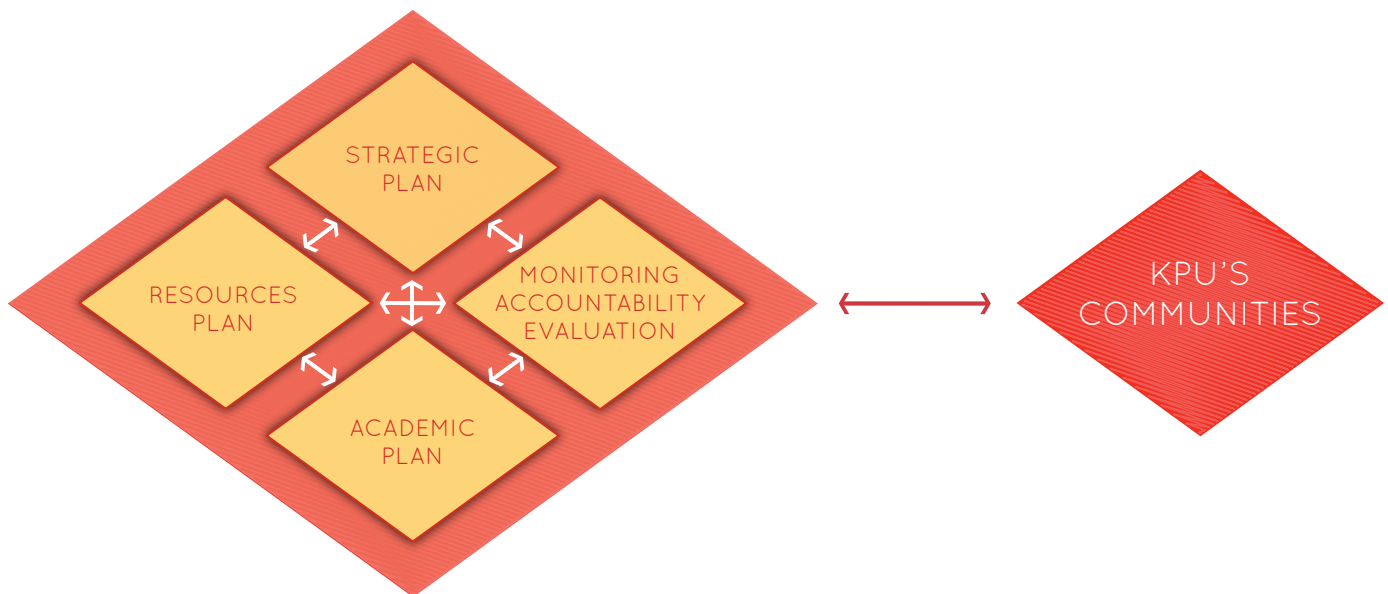 STRATEGIC
PLAN
RESOURCES
PLAN
MONITORING
ACCOUNTABILITY
EVALUATION
ACADEMIC
PLAN
KPU'S
COMMUNITIES